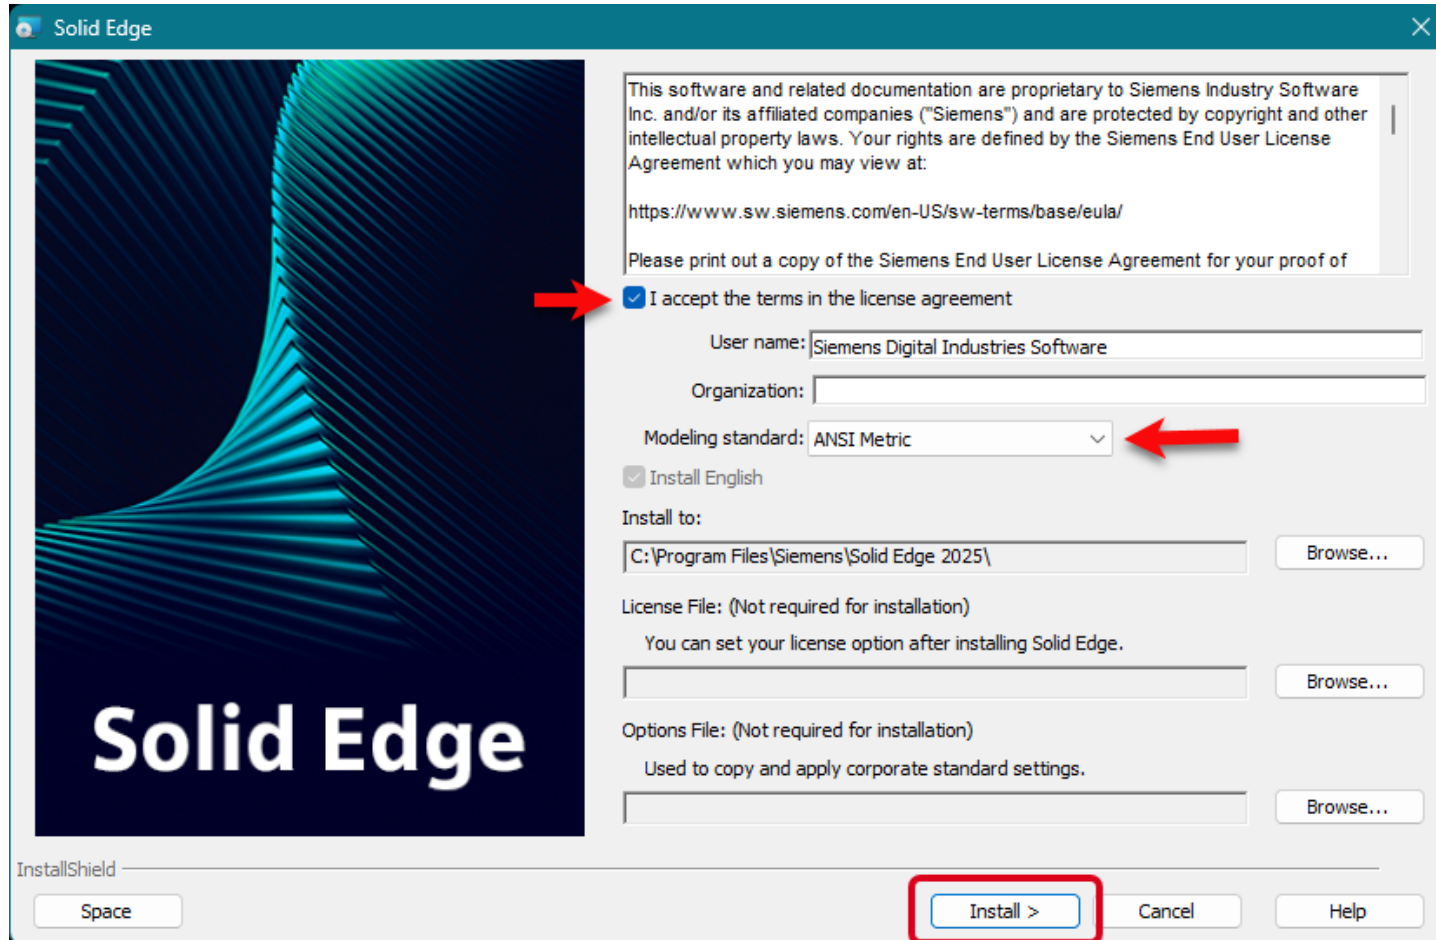 Solid Edge
This software and related documentation are proprietary to Siemens Industry Software
Inc. and/or its affiliated companies ("Siemens") and are protected by copyright and other
intellectual property laws. Your rights are defined by the Siemens End User License
Agreement which you may view at:
https://www.sw.siemens.com/en-US/sw-terms/base/eula/
Please print out a copy of the Siemens End User License Agreement for your proof of
I accept the terms in the license agreement
User name: Siemens Digital Industries Software
Organization:
Modeling standard: ANSI Metric
Install English
Install to:
C:\Program Files\Siemens\Solid Edge 2025\ Browse...
License File: (Not required for installation)
You can set your license option after installing Solid Edge.
Browse...
Options File: (Not required for installation)
Used to copy and apply corporate standard settings.
Browse...
Solid Edge
InstallShield
Space Install > Cancel Help